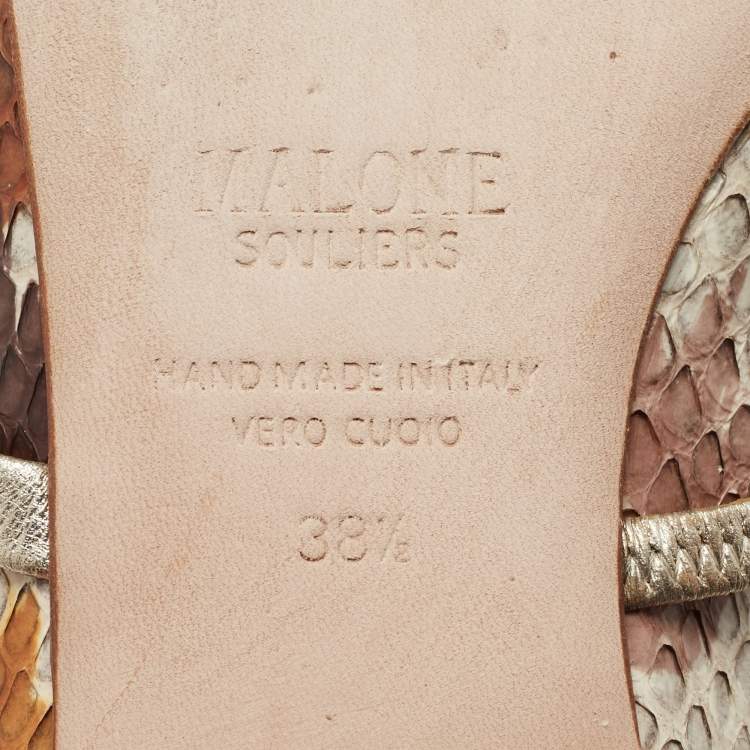 MALONE
SOULIERS
HAND MADE IN ITALY
VERO CUOIO
38½